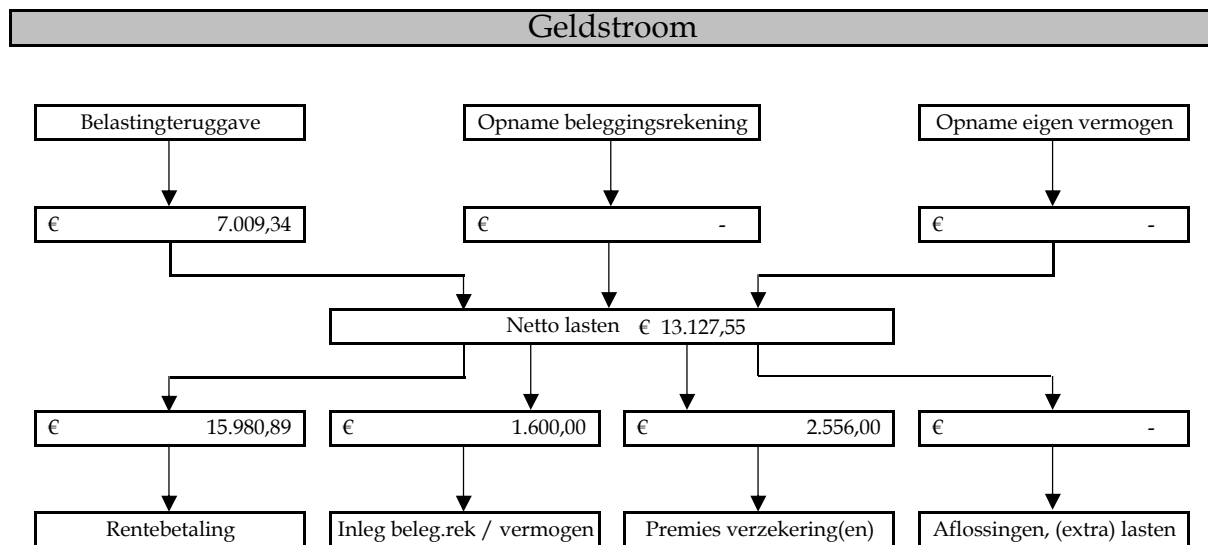 Geldstroom
Belastingteruggave Opname beleggingsrekening Opname eigen vermogen
€ 7.009,34 € - € -
Netto lasten € 13.127,55
€ 15.980,89 € 1.600,00 € 2.556,00 € -
Rentebetaling Inleg beleg.rek / vermogen Premies verzekering(en) Aflossingen, (extra) lasten